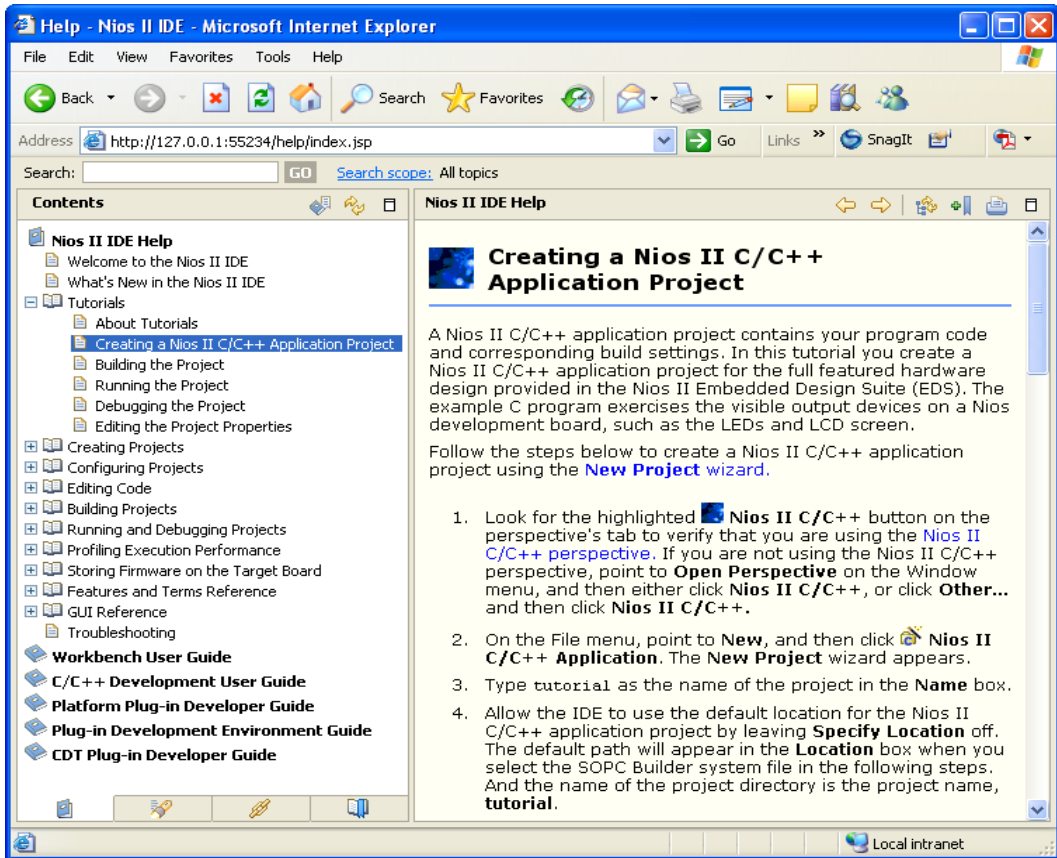 Help - Nios II IDE - Microsoft Internet Explorer
File Edit View Favorites Tools Help
Back Search Favorites
Address http://127.0.0.1:55234/help/index.jsp Go Links » SnagIt
Search: GO Search scope: All topics
Contents
Nios II IDE Help
Welcome to the Nios II IDE
What's New in the Nios II IDE
Tutorials
About Tutorials
Creating a Nios II C/C++ Application Project
Building the Project
Running the Project
Debugging the Project
Editing the Project Properties
Creating Projects
Configuring Projects
Editing Code
Building Projects
Running and Debugging Projects
Profiling Execution Performance
Storing Firmware on the Target Board
Features and Terms Reference
GUI Reference
Troubleshooting
Workbench User Guide
C/C++ Development User Guide
Platform Plug-in Developer Guide
Plug-in Development Environment Guide
CDT Plug-in Developer Guide
Nios II IDE Help
Creating a Nios II C/C++
Application Project
A Nios II C/C++ application project contains your program code
and corresponding build settings. In this tutorial you create a
Nios II C/C++ application project for the full featured hardware
design provided in the Nios II Embedded Design Suite (EDS). The
example C program exercises the visible output devices on a Nios
development board, such as the LEDs and LCD screen.
Follow the steps below to create a Nios II C/C++ application
project using the New Project wizard.
1. Look for the highlighted Nios II C/C++ button on the
perspective's tab to verify that you are using the Nios II
C/C++ perspective. If you are not using the Nios II C/C++
perspective, point to Open Perspective on the Window
menu, and then either click Nios II C/C++, or click Other...
and then click Nios II C/C++.
2. On the File menu, point to New, and then click Nios II
C/C++ Application. The New Project wizard appears.
3. Type tutorial as the name of the project in the Name box.
4. Allow the IDE to use the default location for the Nios II
C/C++ application project by leaving Specify Location off.
The default path will appear in the Location box when you
select the SOPC Builder system file in the following steps.
And the name of the project directory is the project name,
tutorial.
Local intranet